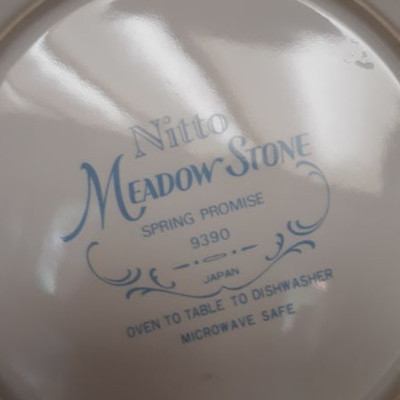 Nitto
MEADOW STONE
SPRING PROMISE
9390
JAPAN
OVEN TO TABLE TO DISHWASHER
MICROWAVE SAFE